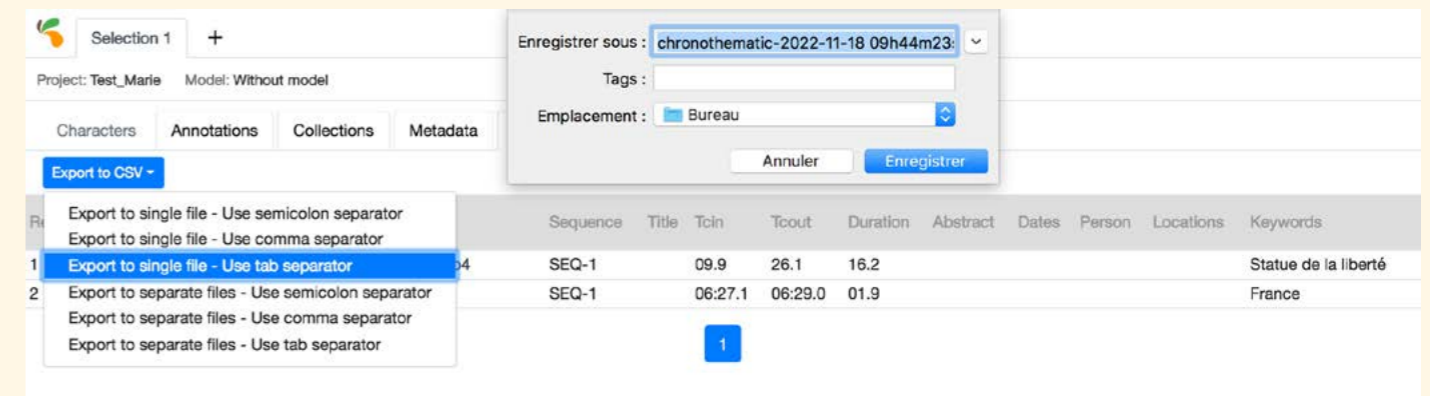 Selection 1 +
Enregistrer sous : chronothematic-2022-11-18 09h44m23s
Project: Test_Marie Model: Without model
Tags :
Emplacement : Bureau
Characters Annotations Collections Metadata
Annuler Enregistrer
Export to CSV
Export to single file - Use semicolon separator
Export to single file - Use comma separator
Export to single file - Use tab separator
Export to separate files - Use semicolon separator
Export to separate files - Use comma separator
Export to separate files - Use tab separator
Sequence Title Tcin Tcout Duration Abstract Dates Person Locations Keywords
1 SEQ-1 09.9 26.1 16.2 Statue de la liberté
2 SEQ-1 06:27.1 06:29.0 01.9 France
1